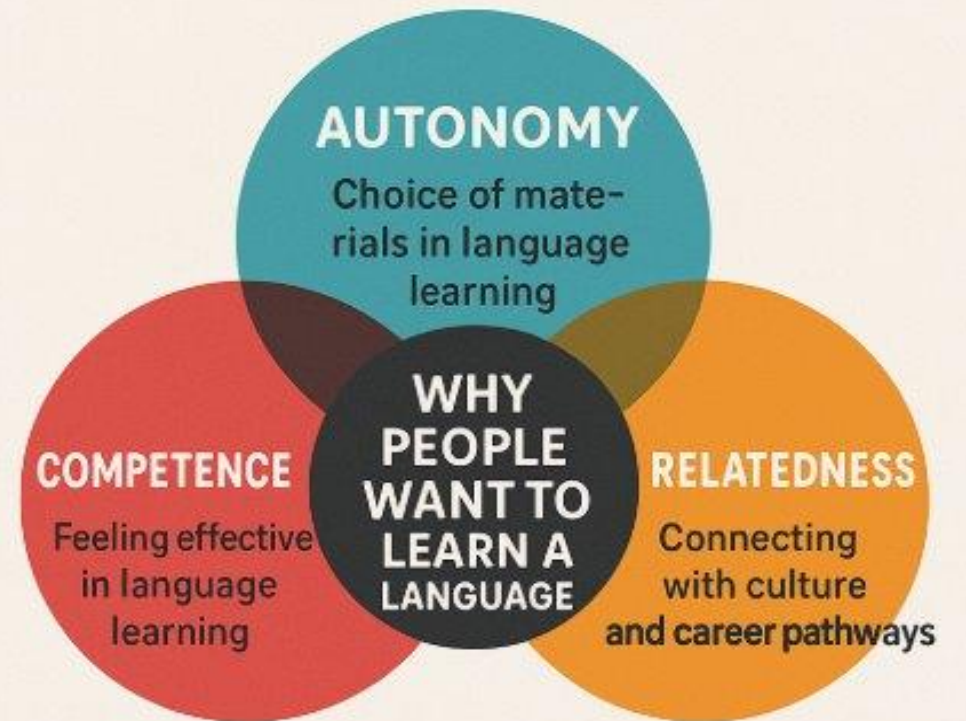 AUTONOMY
Choice of mate-
rials in language
learning
COMPETENCE
Feeling effective
in language
learning
WHY
PEOPLE
WANT TO
LEARN A
LANGUAGE
RELATEDNESS
Connecting
with culture
and career pathways